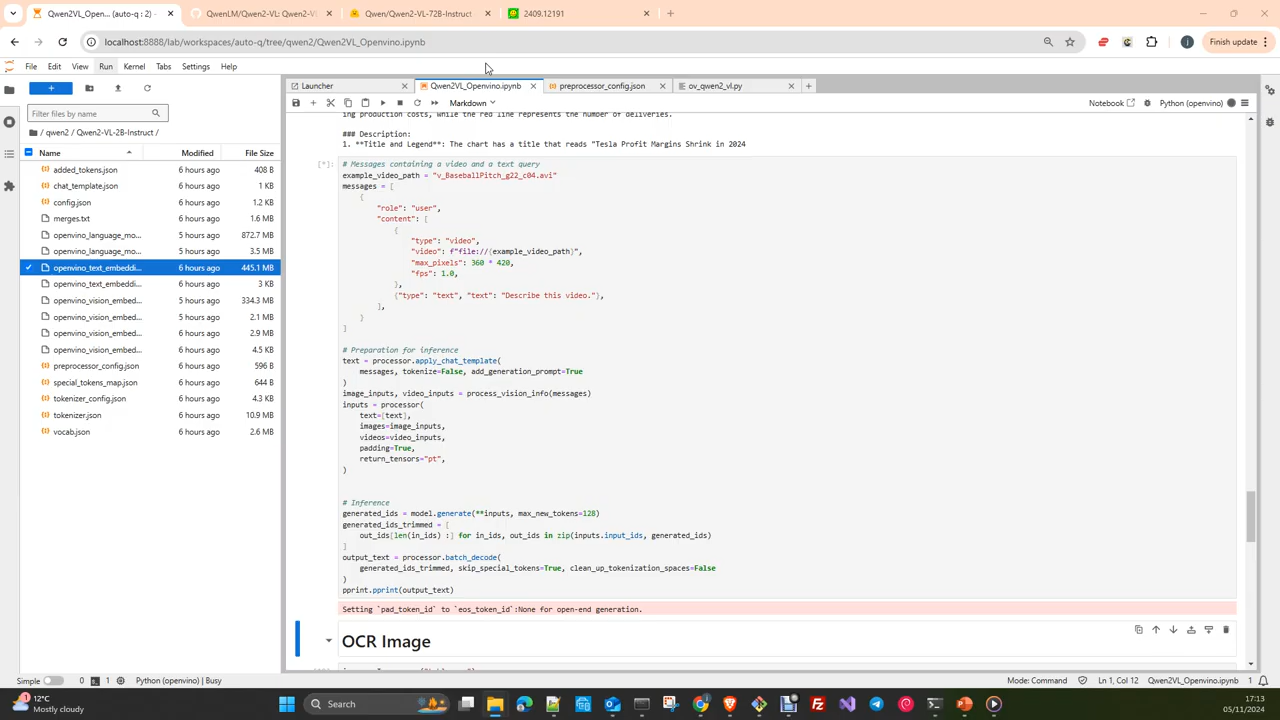 Qwen2VL_Open... (auto-q : 2)
QwenLM/Qwen2-VL: Qwen2-VL
Qwen/Qwen2-VL-72B-Instruct
2409.12191
localhost:8888/lab/workspaces/auto-q/tree/qwen2/Qwen2VL_Openvino.ipynb
Finish update
File Edit View Run Kernel Tabs Settings Help
Launcher
Qwen2VL_Openvino.ipynb
preprocessor_config.json
ov_qwen2_vl.py
Markdown
Notebook
Python (openvino)
Filter files by name
/ qwen2 / Qwen2-VL-2B-Instruct /
Name Modified File Size
added_tokens.json 6 hours ago 408 B
chat_template.json 6 hours ago 1 KB
config.json 6 hours ago 1.2 KB
merges.txt 6 hours ago 1.6 MB
openvino_language_mo... 5 hours ago 872.7 MB
openvino_language_mo... 5 hours ago 3.5 MB
openvino_text_embeddi... 6 hours ago 445.1 MB
openvino_text_embeddi... 6 hours ago 3 KB
openvino_vision_embed... 5 hours ago 334.3 MB
openvino_vision_embed... 5 hours ago 2.1 MB
openvino_vision_embed... 6 hours ago 2.9 MB
openvino_vision_embed... 6 hours ago 4.5 KB
preprocessor_config.json 6 hours ago 596 B
special_tokens_map.json 6 hours ago 644 B
tokenizer_config.json 6 hours ago 4.3 KB
tokenizer.json 6 hours ago 10.9 MB
vocab.json 6 hours ago 2.6 MB
ing production costs, while the red line represents the number of deliveries.
### Description:
1. **Title and Legend**: The chart has a title that reads "Tesla Profit Margins Shrink in 2024
[*]:
# Messages containing a video and a text query
example_video_path = "v_BaseballPitch_g22_c04.avi"
messages = [
{
"role": "user",
"content": [
{
"type": "video",
"video": f"file://{example_video_path}",
"max_pixels": 360 * 420,
"fps": 1.0,
},
{"type": "text", "text": "Describe this video."},
],
}
]
# Preparation for inference
text = processor.apply_chat_template(
messages, tokenize=False, add_generation_prompt=True
)
image_inputs, video_inputs = process_vision_info(messages)
inputs = processor(
text=[text],
images=image_inputs,
videos=video_inputs,
padding=True,
return_tensors="pt",
)
# Inference
generated_ids = model.generate(**inputs, max_new_tokens=128)
generated_ids_trimmed = [
out_ids[len(in_ids) :] for in_ids, out_ids in zip(inputs.input_ids, generated_ids)
]
output_text = processor.batch_decode(
generated_ids_trimmed, skip_special_tokens=True, clean_up_tokenization_spaces=False
)
pprint.pprint(output_text)
Setting `pad_token_id` to `eos_token_id`:None for open-end generation.
OCR Image
Simple 0 1 Python (openvino) | Busy
Mode: Command Ln 1, Col 12 Qwen2VL_Openvino.ipynb 1
12°C
Mostly cloudy
Search
17:13
05/11/2024